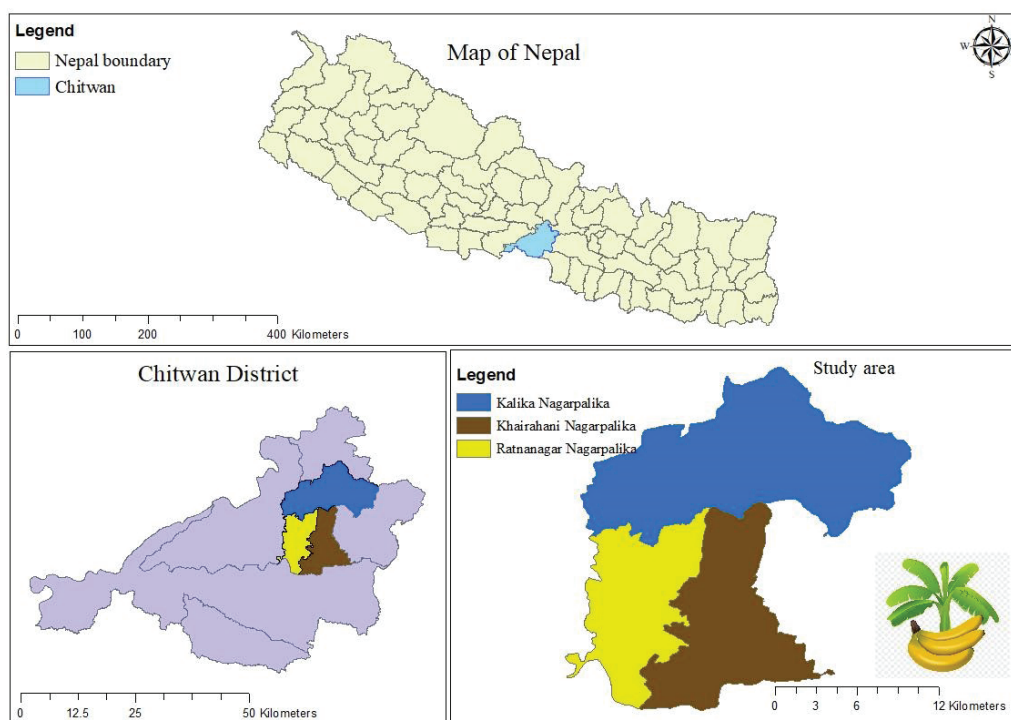 Legend
Nepal boundary
Chitwan
Map of Nepal
N
W
S
0 100 200 400 Kilometers
Chitwan District
0 12.5 25 50 Kilometers
Study area
Legend
Kalika Nagarpalika
Khairahani Nagarpalika
Ratnanagar Nagarpalika
0 3 6 12 Kilometers